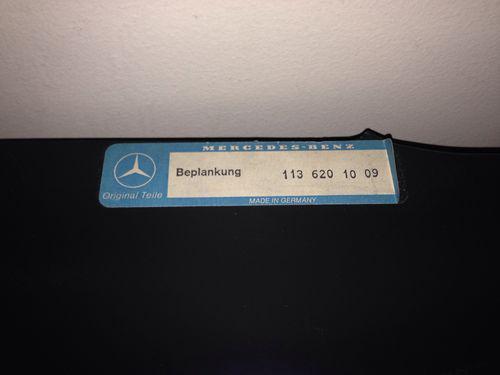 MERCEDES-BENZ
Beplankung 113 620 10 09
Original Teile
MADE IN GERMANY